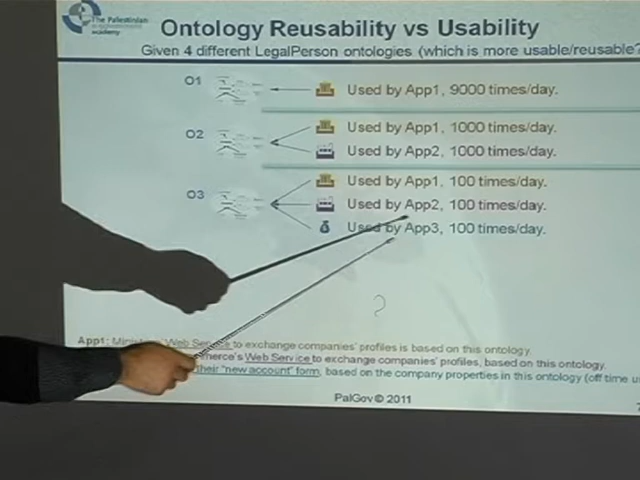 The Palestinian
academy
Ontology Reusability vs Usability
Given 4 different LegalPerson ontologies (which is more usable/reusable?
O1
Used by App1, 9000 times/day.
O2
Used by App1, 1000 times/day.
Used by App2, 1000 times/day.
O3
Used by App1, 100 times/day.
Used by App2, 100 times/day.
Used by App3, 100 times/day.
?
App1: Web Service to exchange companies' profiles is based on this ontology.
merce's Web Service to exchange companies' profiles, based on this ontology.
their "new account" form, based on the company properties in this ontology (off time u
PalGov © 2011